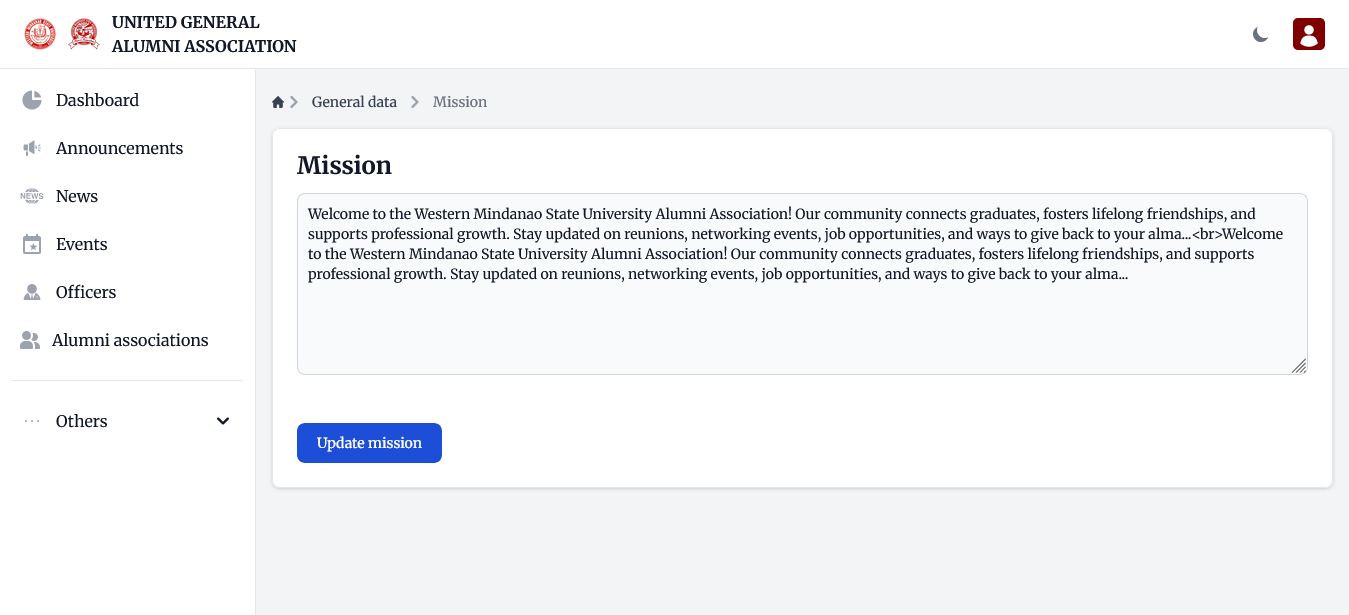 UNITED GENERAL
ALUMNI ASSOCIATION
Dashboard
Announcements
NEWS News
Events
Officers
Alumni associations
Others
General data
Mission
Mission
Welcome to the Western Mindanao State University Alumni Association! Our community connects graduates, fosters lifelong friendships, and
supports professional growth. Stay updated on reunions, networking events, job opportunities, and ways to give back to your alma...<br>Welcome
to the Western Mindanao State University Alumni Association! Our community connects graduates, fosters lifelong friendships, and supports
professional growth. Stay updated on reunions, networking events, job opportunities, and ways to give back to your alma...
Update mission